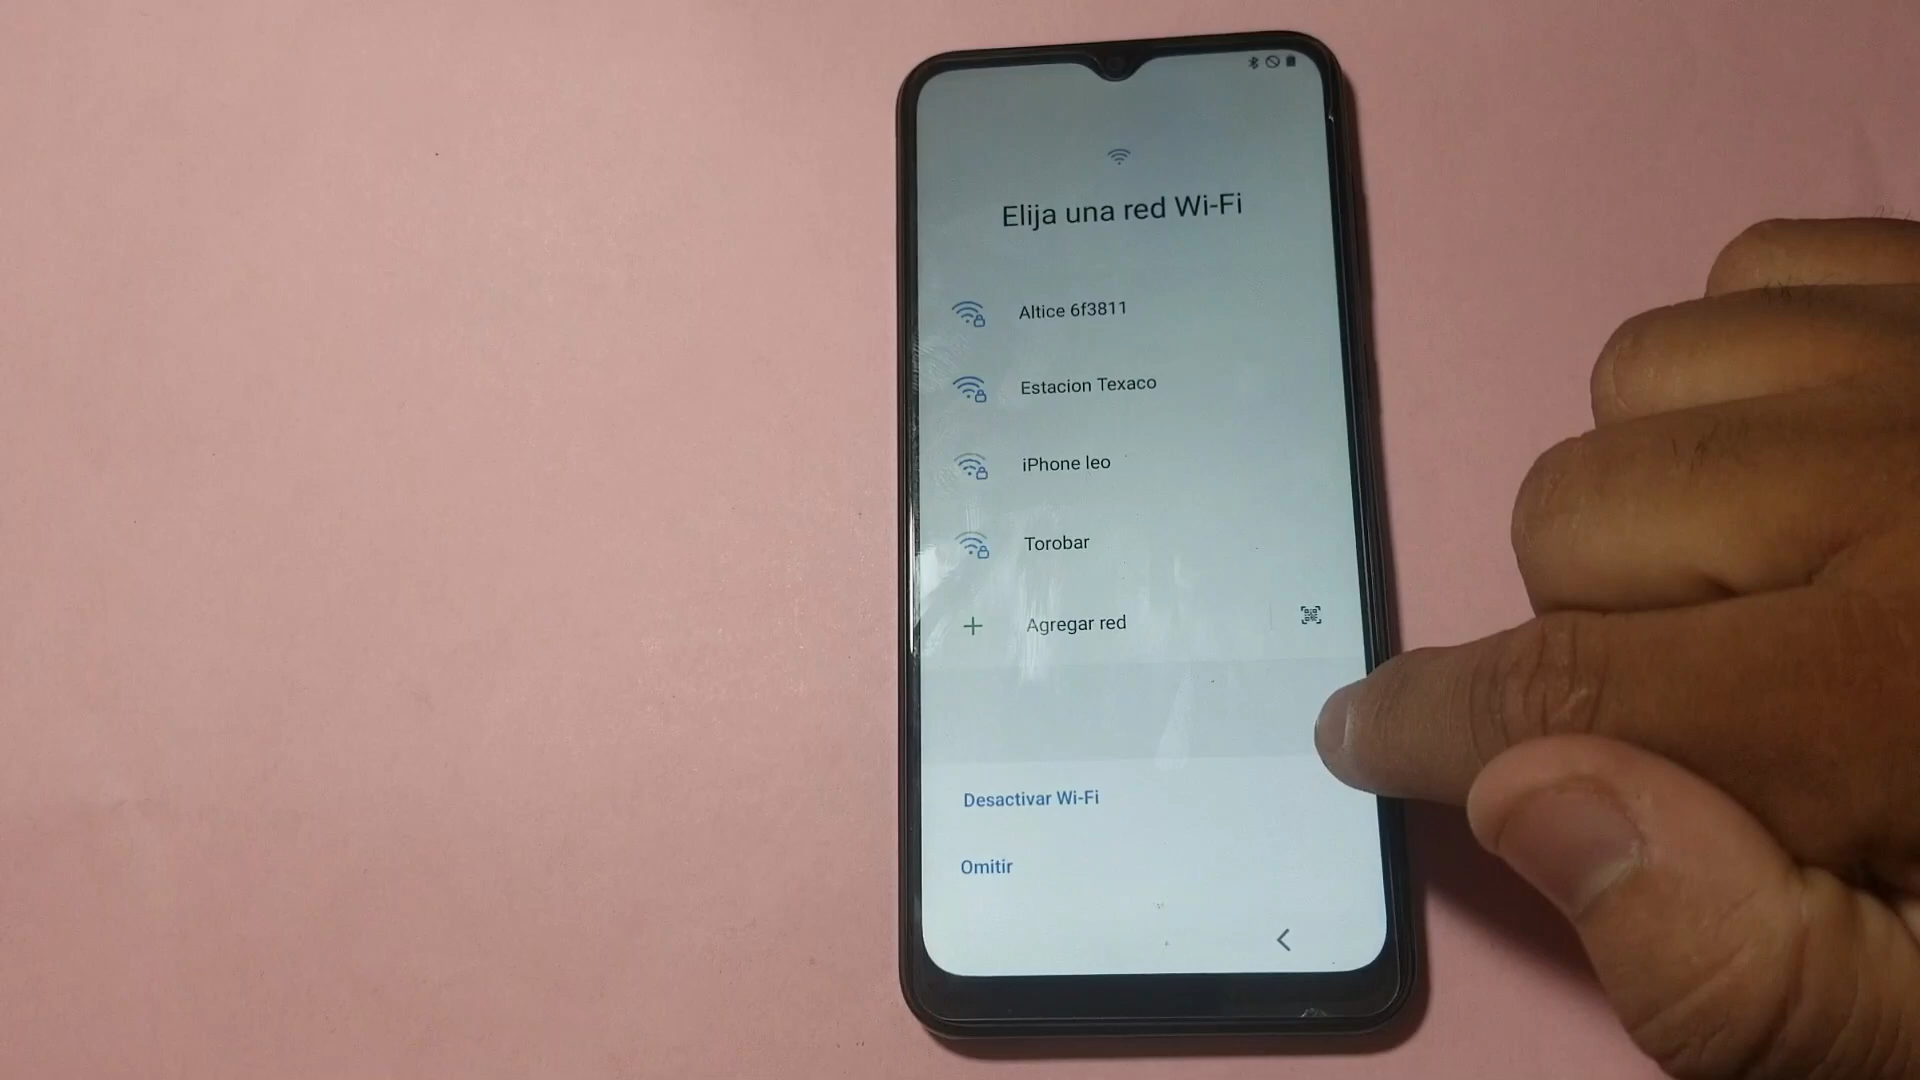 Elija una red Wi-Fi
Altice 6f3811
Estacion Texaco
iPhone leo
Torobar
Agregar red
Desactivar Wi-Fi
Omitir